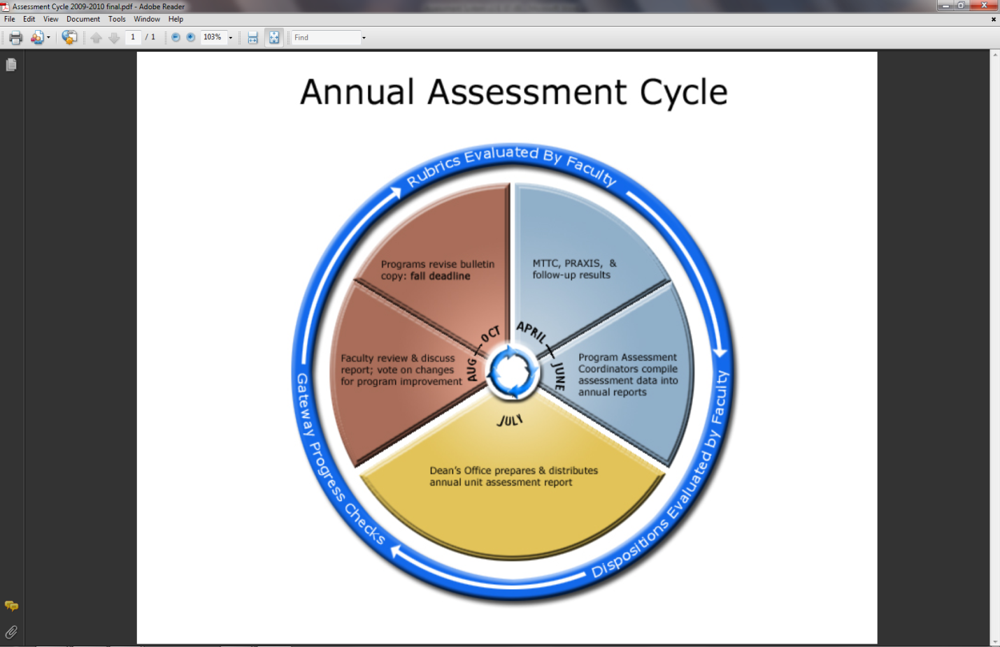 Assessment Cycle 2009-2010 final.pdf - Adobe Reader
File Edit View Document Tools Window Help
1 / 1 103% Find
Annual Assessment Cycle
Rubrics Evaluated By Faculty
Programs revise bulletin
copy: fall deadline
MTTC, PRAXIS, &
follow-up results
OCT
APRIL
Faculty review & discuss
report; vote on changes
for program improvement
AUG
JUNE
Program Assessment
Coordinators compile
assessment data into
annual reports
JULY
Dean's Office prepares & distributes
annual unit assessment report
Gateway Progress Checks
Dispositions Evaluated by Faculty